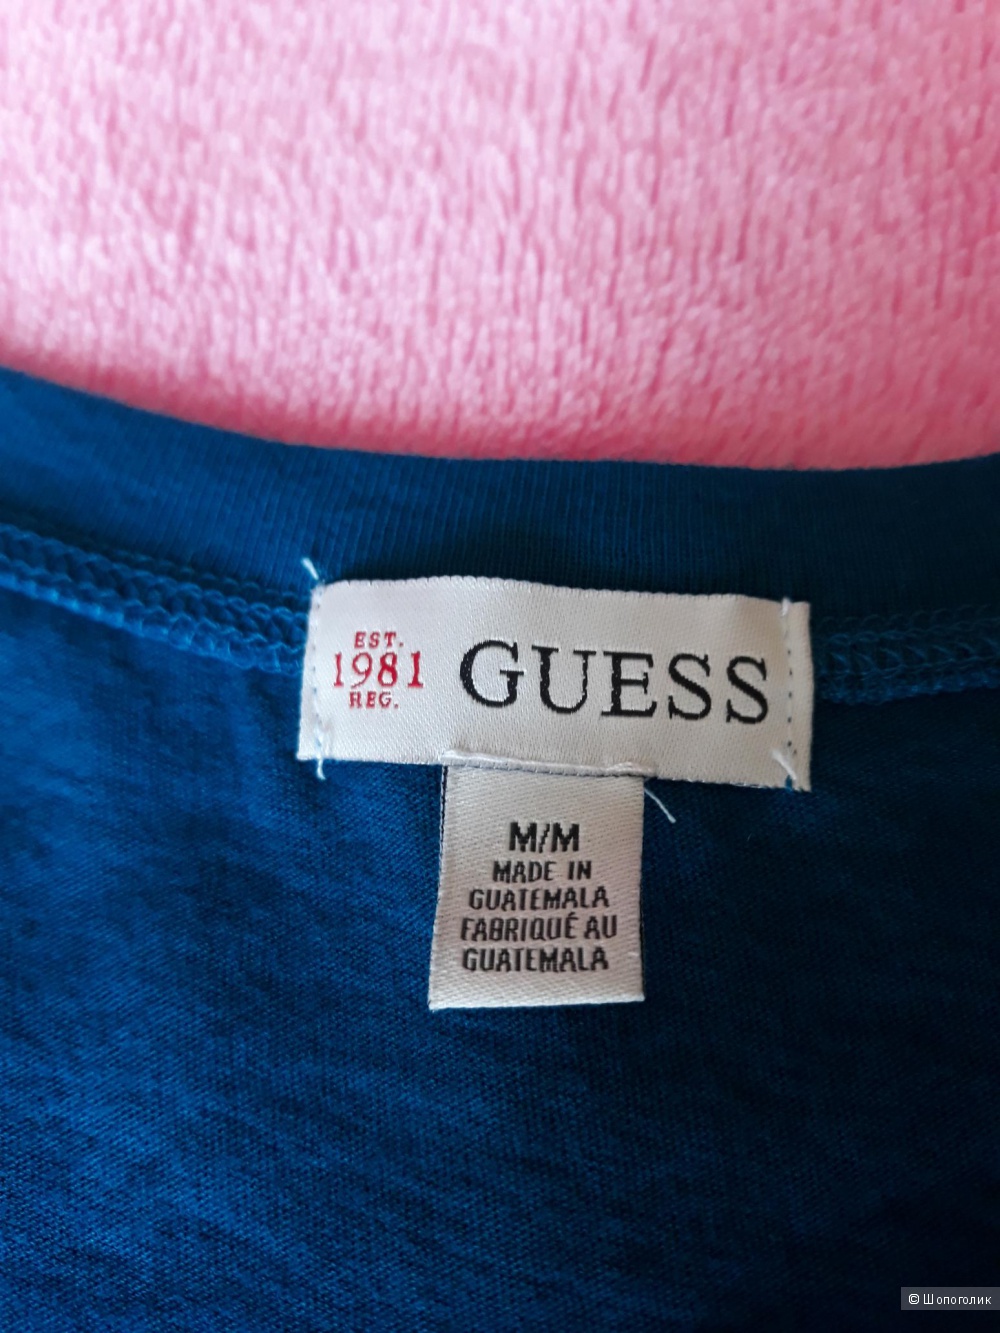 EST.
1981
REG.
GUESS
M/M
MADE IN
GUATEMALA
FABRIQUÉ AU
GUATEMALA
© Шопоголик